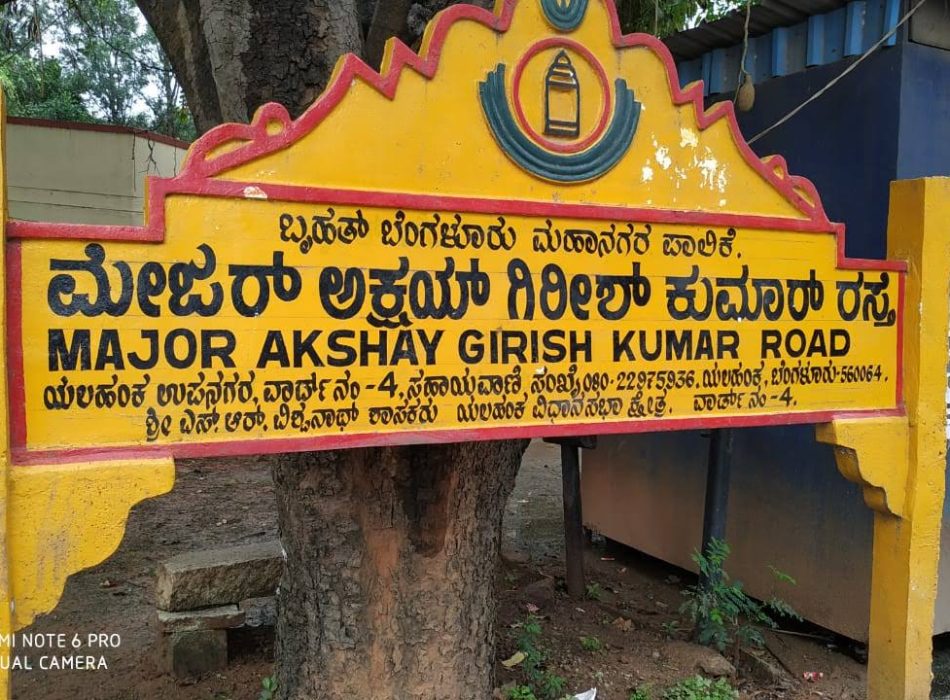 ಬೃಹತ್ ಬೆಂಗಳೂರು ಮಹಾನಗರ ಪಾಲಿಕೆ.
ಮೇಜರ್ ಅಕ್ಷಯ್ ಗಿರೀಶ್ ಕುಮಾರ್ ರಸ್ತೆ
MAJOR AKSHAY GIRISH KUMAR ROAD
ಯಲಹಂಕ ಉಪನಗರ, ವಾರ್ಡ್ ನಂ -4, ಸಹಾಯವಾಣಿ ಸಂಖ್ಯೆ 080-22975936. ಯಲಹಂಕ, ಬೆಂಗಳೂರು-560064.
ಶ್ರೀ ಎಸ್. ಆರ್. ವಿಶ್ವನಾಥ್ ಶಾಸಕರು ಯಲಹಂಕ ವಿಧಾನಸಭಾ ಕ್ಷೇತ್ರ. ವಾರ್ಡ್ ನಂ -4.
MI NOTE 6 PRO
UAL CAMERA